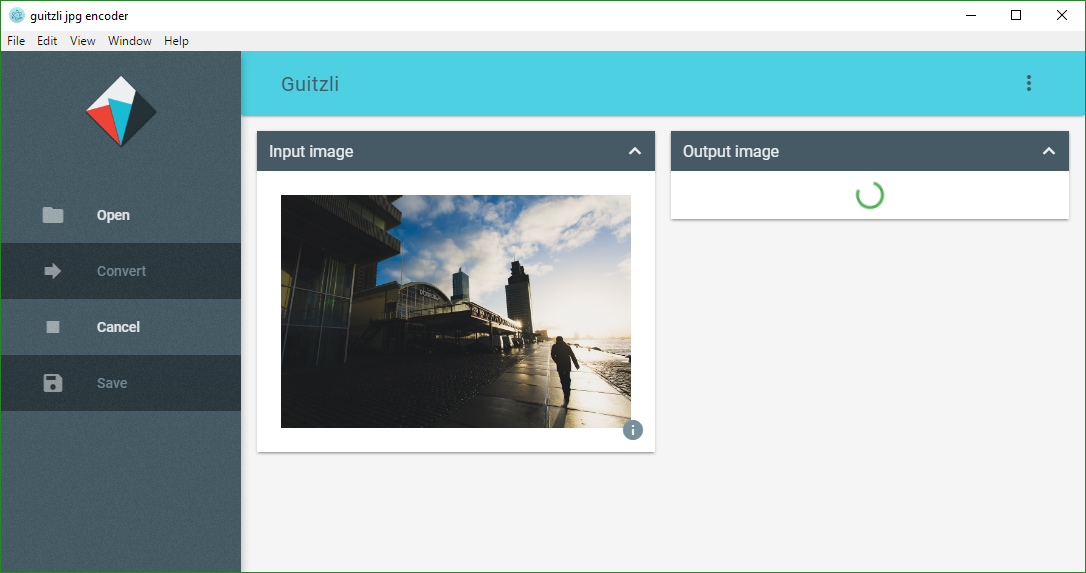 guitzli jpg encoder
File Edit View Window Help
Guitzli
Open
Convert
Cancel
Save
Input image
Output image